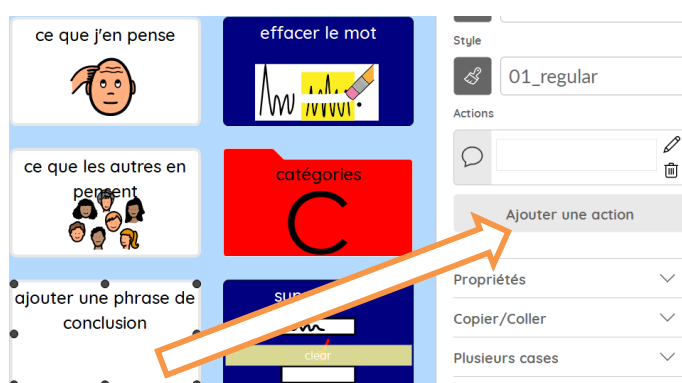 ce que j'en pense
effacer le mot
ce que les autres en
pensent
catégories
C
ajouter une phrase de
conclusion
clear
Style
01_regular
Actions
Ajouter une action
Propriétés
Copier/Coller
Plusieurs cases